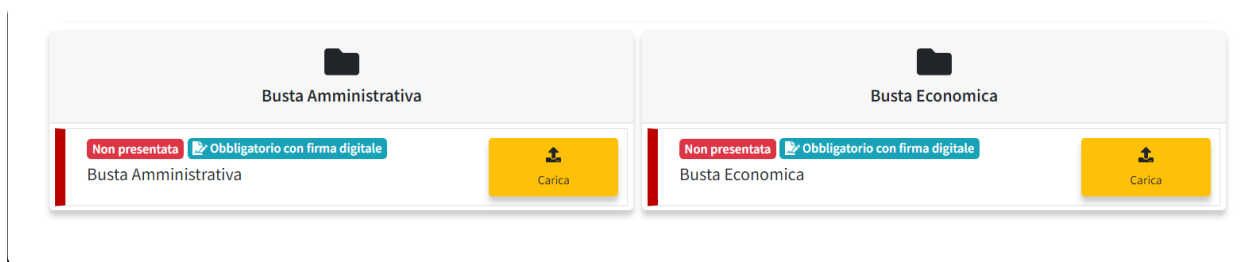 Busta Amministrativa
Non presentata Obbligatorio con firma digitale
Busta Amministrativa
Carica
Busta Economica
Non presentata Obbligatorio con firma digitale
Busta Economica
Carica